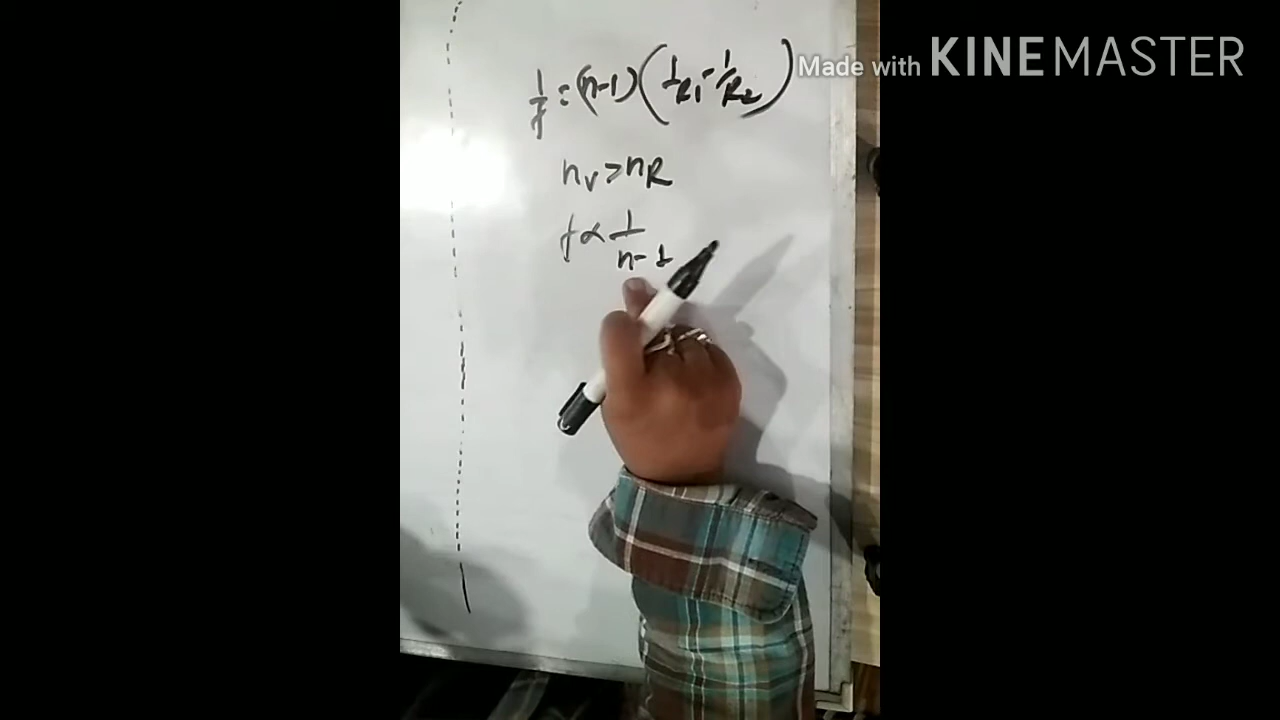 Made with KINEMASTER
1/f = (n-1) (1/R1 - 1/R2)
nv > nR
f ∝ 1/n-1